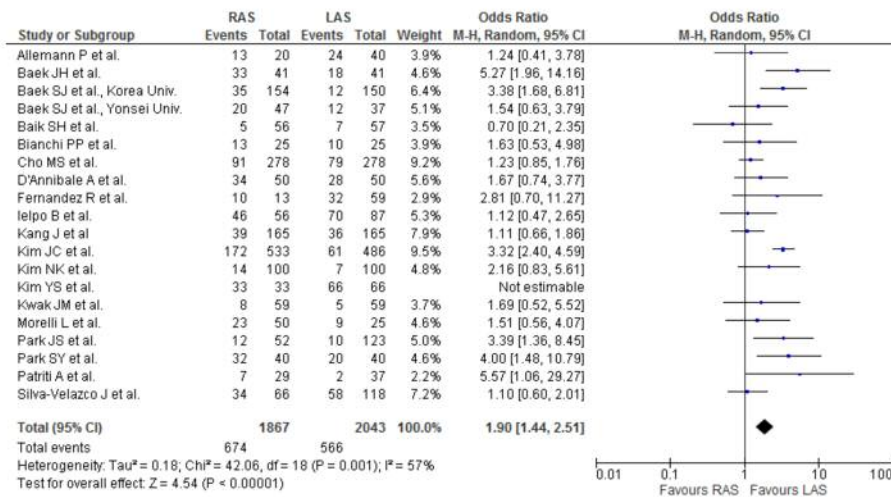 RAS LAS Odds Ratio Odds Ratio
Study or Subgroup Events Total Events Total Weight M-H, Random, 95% CI M-H, Random, 95% CI
Allemann P et al. 13 20 24 40 3.9% 1.24 [0.41, 3.78]
Baek JH et al. 33 41 18 41 4.6% 5.27 [1.96, 14.16]
Baek SJ et al., Korea Univ. 35 154 12 150 6.4% 3.38 [1.68, 6.81]
Baek SJ et al., Yonsei Univ. 20 47 12 37 5.1% 1.54 [0.63, 3.79]
Baik SH et al. 5 56 7 57 3.6% 0.70 [0.21, 2.35]
Bianchi PP et al. 13 25 10 25 3.8% 1.63 [0.53, 4.98]
Cho MS et al. 91 278 79 278 9.2% 1.23 [0.85, 1.76]
D'Annibale A et al. 34 50 28 50 5.6% 1.67 [0.74, 3.77]
Fernandez R et al. 10 13 32 59 2.9% 2.81 [0.70, 11.27]
Ielpo B et al. 46 56 70 87 5.3% 1.12 [0.47, 2.65]
Kang J et al 39 165 36 165 7.9% 1.11 [0.66, 1.86]
Kim JC et al. 172 533 61 486 9.5% 3.32 [2.40, 4.59]
Kim NK et al. 14 100 7 100 4.8% 2.16 [0.83, 5.61]
Kim YS et al. 33 33 66 66 Not estimable
Kwak JM et al. 8 59 5 59 3.7% 1.69 [0.52, 5.52]
Morelli L et al. 23 50 9 25 4.6% 1.51 [0.56, 4.07]
Park JS et al. 12 52 10 123 5.0% 3.39 [1.36, 8.45]
Park SY et al. 32 40 20 40 4.6% 4.00 [1.48, 10.79]
Patriti A et al. 7 29 2 37 2.2% 5.57 [1.06, 29.27]
Silva-Velazco J et al. 34 66 58 118 7.2% 1.10 [0.60, 2.01]
Total (95% CI) 1867 2043 100.0% 1.90 [1.44, 2.51]
Total events 674 566
Heterogeneity: Tau² = 0.18; Chi² = 42.06, df = 18 (P = 0.001); I² = 57%
Test for overall effect: Z = 4.54 (P < 0.00001)
0.01 0.1 1 10 100
Favours RAS Favours LAS